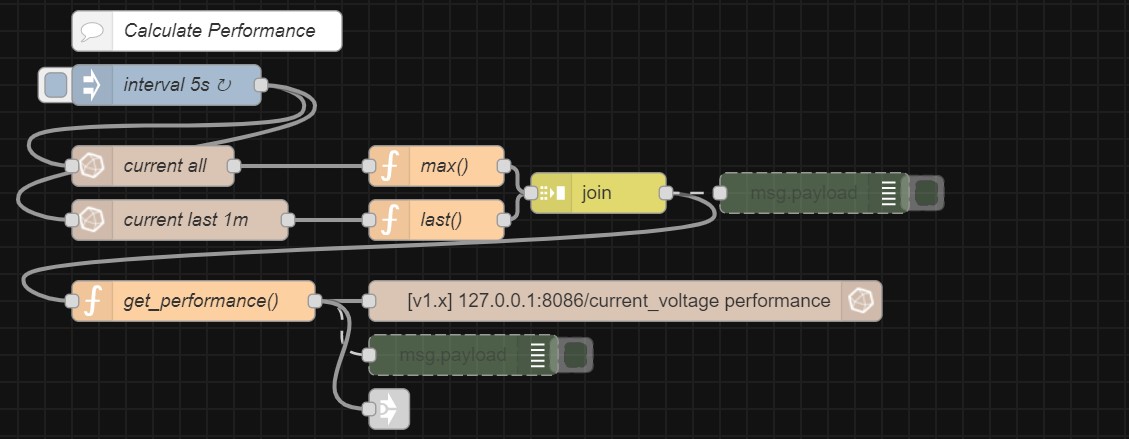 Calculate Performance
interval 5s ↻
current all
max()
join
msg.payload
current last 1m
last()
get_performance()
[v1.x] 127.0.0.1:8086/current_voltage performance
msg.payload